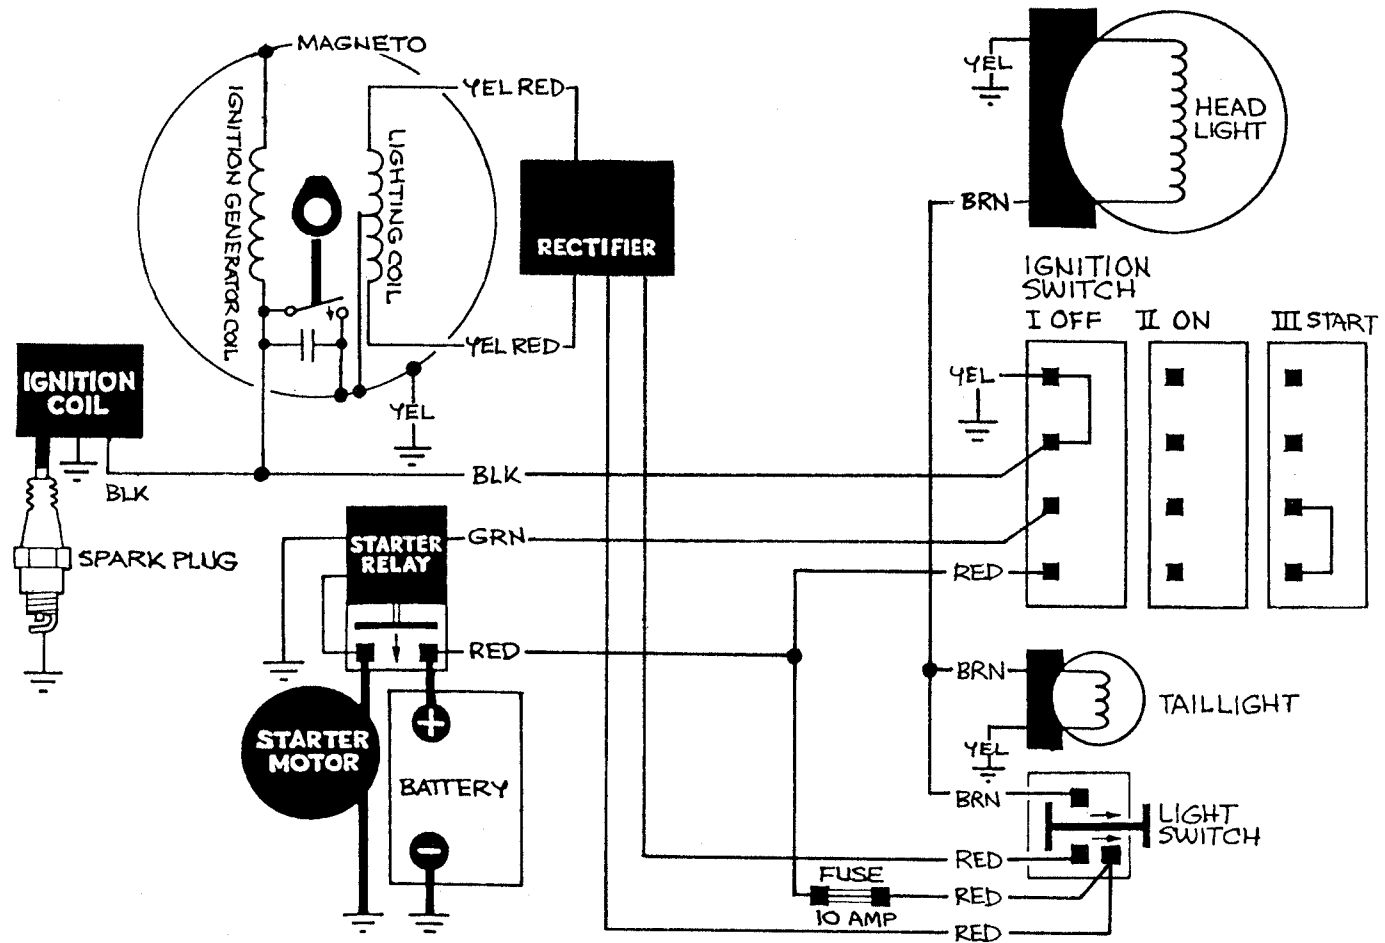 MAGNETO
YEL RED
IGNITION GENERATOR COIL
LIGHTING COIL
RECTIFIER
YEL RED
YEL
YEL
HEAD
LIGHT
BRN
IGNITION
SWITCH
I OFF
II ON
III START
YEL
IGNITION
COIL
BLK
BLK
SPARK PLUG
STARTER
RELAY
GRN
RED
RED
STARTER
MOTOR
+
BATTERY
-
BRN
TAILLIGHT
YEL
BRN
LIGHT
SWITCH
RED
FUSE
10 AMP
RED
RED